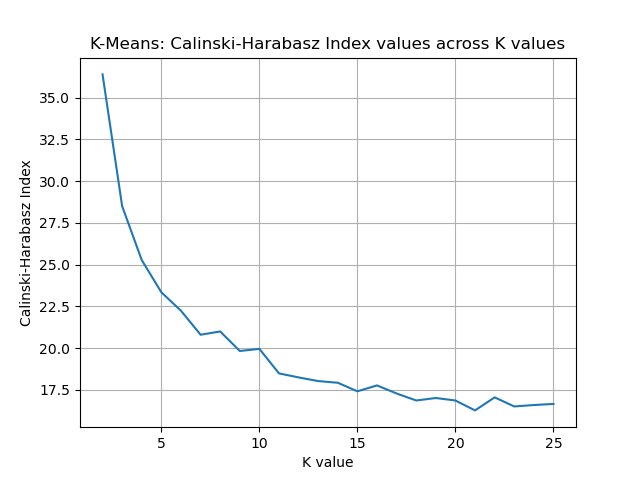 K-Means: Calinski-Harabasz Index values across K values
35.0
32.5
30.0
27.5
25.0
22.5
20.0
17.5
Calinski-Harabasz Index
5 10 15 20 25
K value